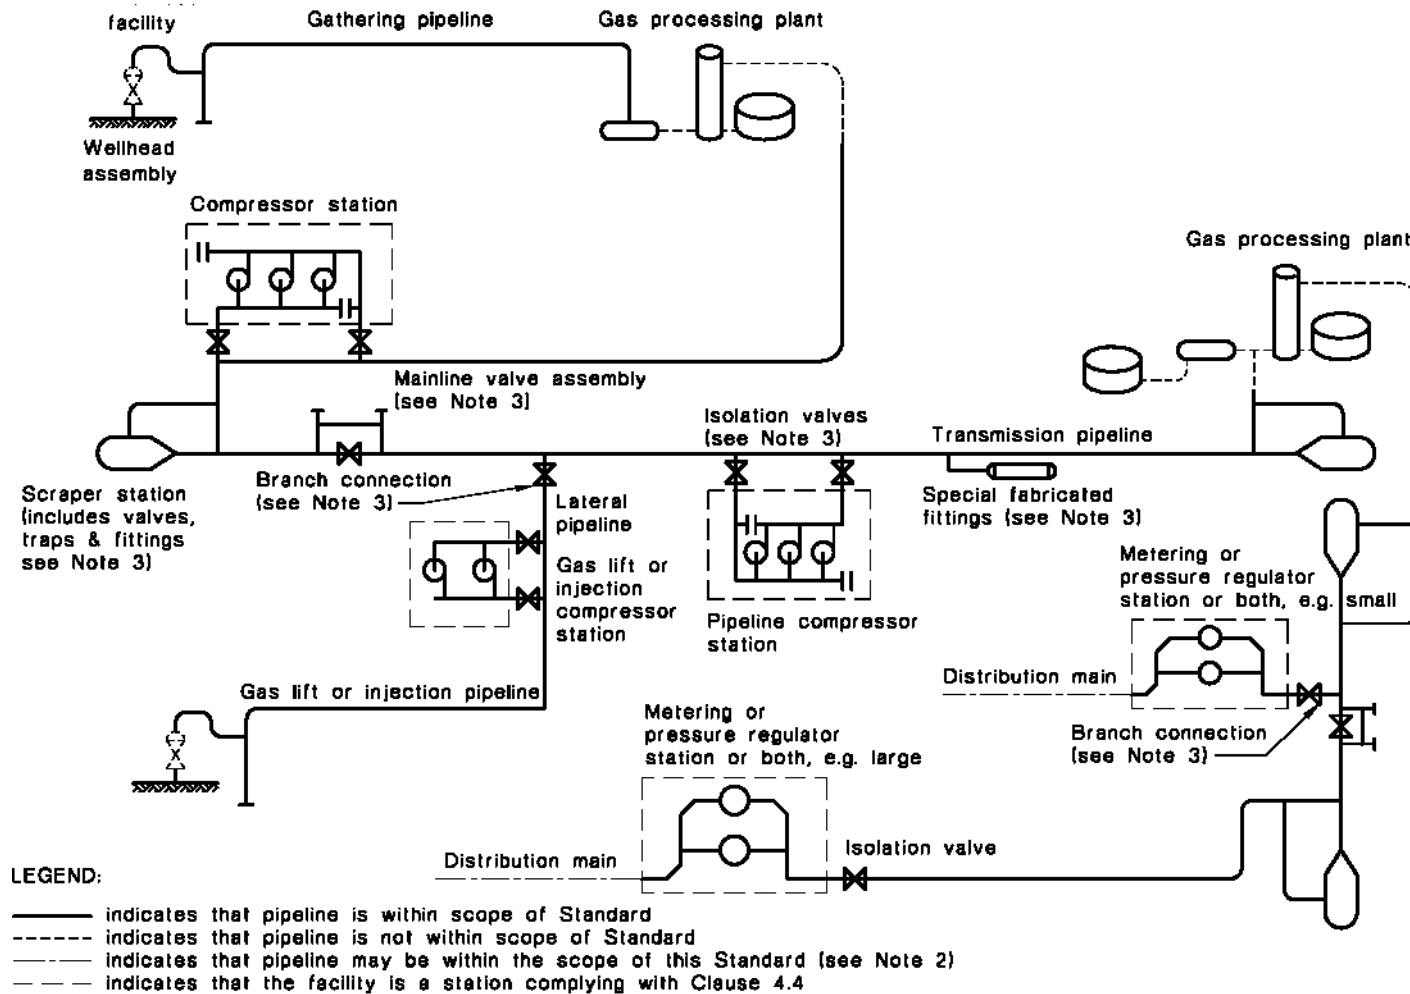 facility
Gathering pipeline
Gas processing plant
Wellhead
assembly
Compressor station
Gas processing plant
Mainline valve assembly
(see Note 3)
Isolation valves
(see Note 3)
Transmission pipeline
Scraper station
(includes valves,
traps & fittings
see Note 3)
Branch connection
(see Note 3)
Lateral
pipeline
Special fabricated
fittings (see Note 3)
Gas lift or
injection
compressor
station
Pipeline compressor
station
Metering or
pressure regulator
station or both, e.g. small
Distribution main
Gas lift or injection pipeline
Metering or
pressure regulator
station or both, e.g. large
Branch connection
(see Note 3)
Distribution main
Isolation valve
LEGEND:
indicates that pipeline is within scope of Standard
indicates that pipeline is not within scope of Standard
indicates that pipeline may be within the scope of this Standard (see Note 2)
indicates that the facility is a station complying with Clause 4.4